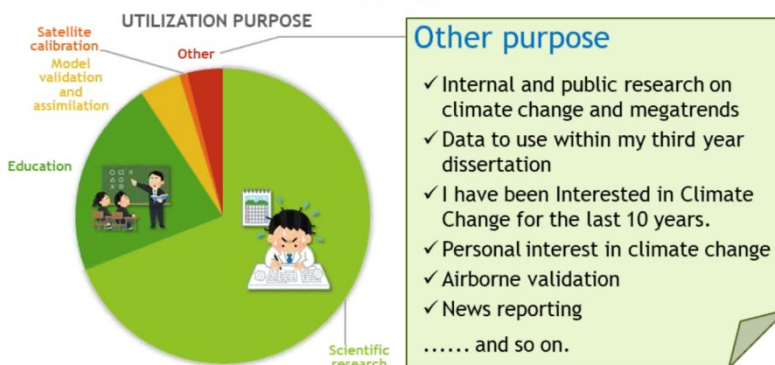 UTILIZATION PURPOSE
Satellite
calibration
Other
Model
validation
and
assimilation
Education
Scientific
research
Other purpose
✓ Internal and public research on
climate change and megatrends
✓ Data to use within my third year
dissertation
✓ I have been Interested in Climate
Change for the last 10 years.
✓ Personal interest in climate change
✓ Airborne validation
✓ News reporting
...... and so on.